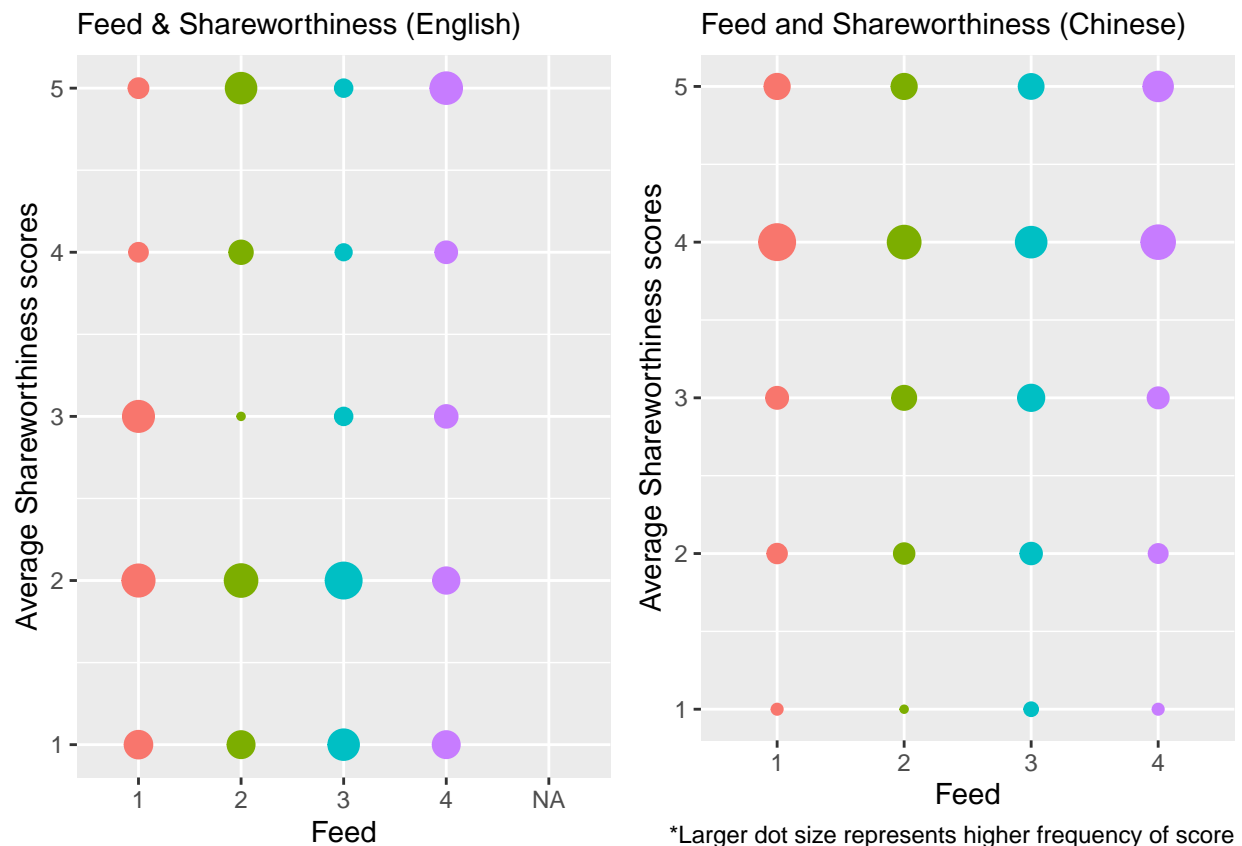 Feed & Shareworthiness (English)
Average Shareworthiness scores
5
4
3
2
1
1 2 3 4 NA
Feed
Feed and Shareworthiness (Chinese)
Average Shareworthiness scores
5
4
3
2
1
1 2 3 4
Feed
*Larger dot size represents higher frequency of score